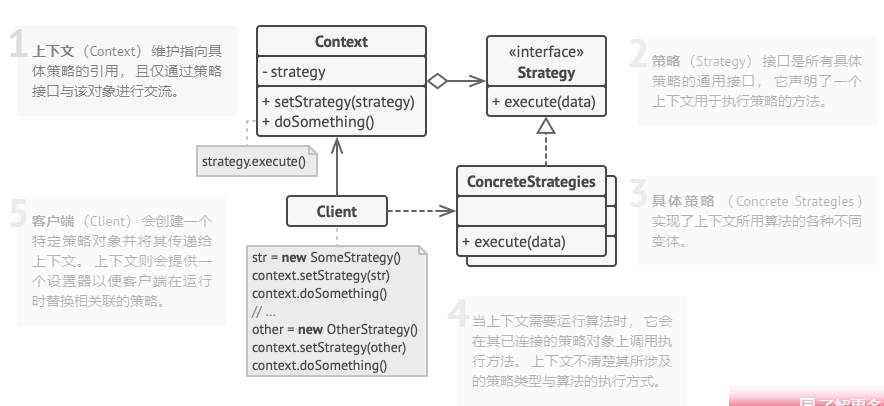 1
上下文 （Context） 维护指向具
体策略的引用， 且仅通过策略
接口与该对象进行交流。
Context
- strategy
+ setStrategy(strategy)
+ doSomething()
strategy.execute()
«interface»
Strategy
+ execute(data)
2
策略 （Strategy） 接口是所有具体
策略的通用接口， 它声明了一个
上下文用于执行策略的方法。
ConcreteStrategies
+ execute(data)
3
具体策略 （Concrete Strategies）
实现了上下文所用算法的各种不同
变体。
Client
str = new SomeStrategy()
context.setStrategy(str)
context.doSomething()
// ...
other = new OtherStrategy()
context.setStrategy(other)
context.doSomething()
4
当上下文需要运行算法时， 它会
在其已连接的策略对象上调用执
行方法。 上下文不清楚其所涉及
的策略类型与算法的执行方式。
5
客户端 （Client） 会创建一个
特定策略对象并将其传递给
上下文。 上下文则会提供一
个设置器以便客户端在运行
时替换相关联的策略。
了解更多